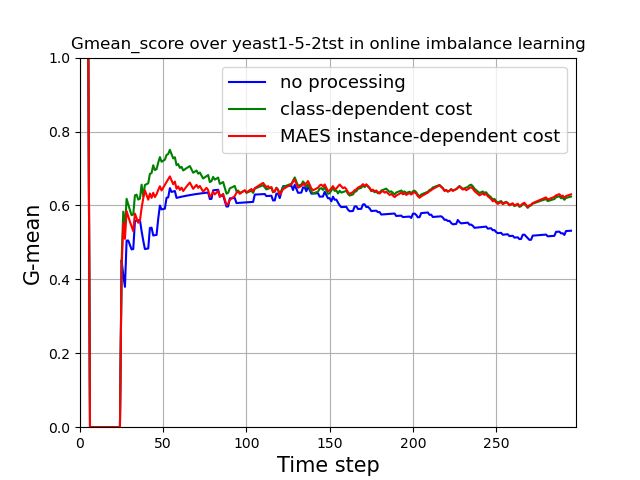 Gmean_score over yeast1-5-2tst in online imbalance learning
no processing
class-dependent cost
MAES instance-dependent cost
G-mean
1.0
0.8
0.6
0.4
0.2
0.0
0 50 100 150 200 250
Time step